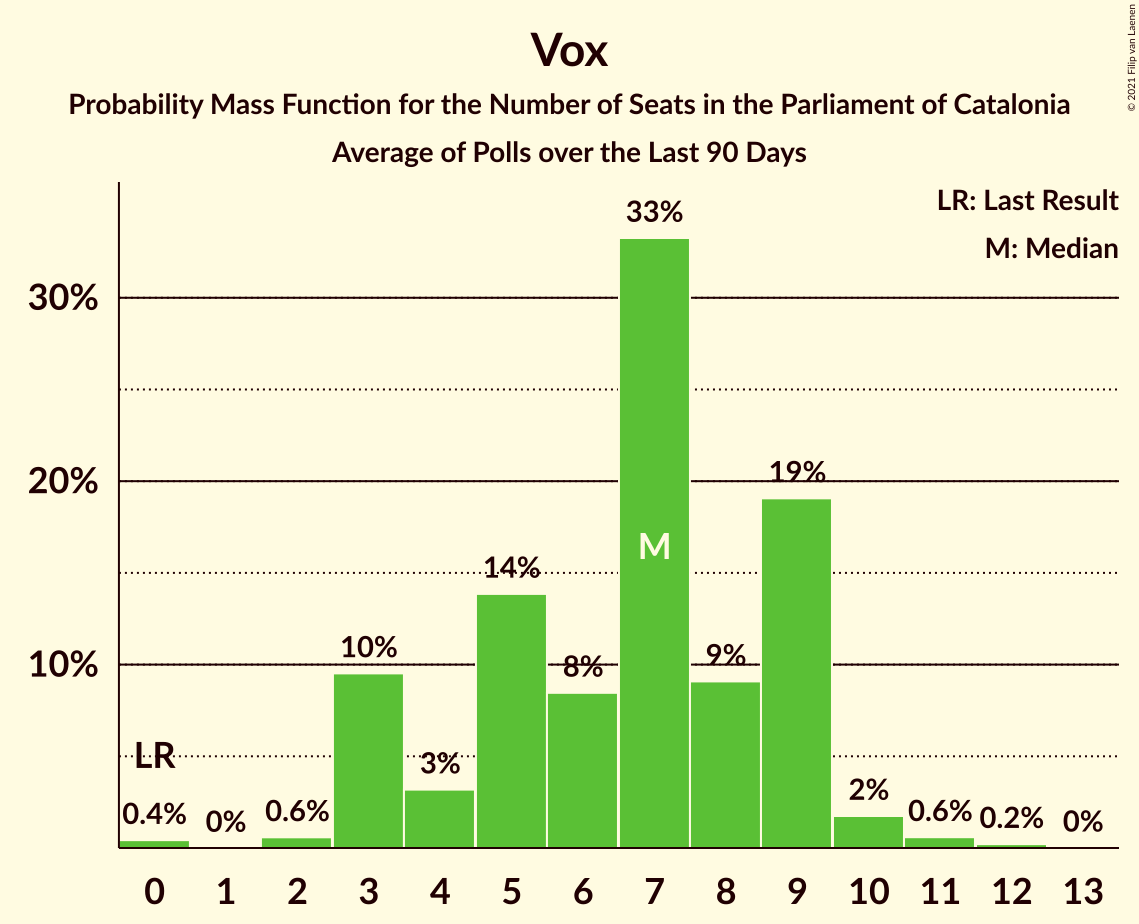 © 2021 Filip van Laenen
Vox
Probability Mass Function for the Number of Seats in the Parliament of Catalonia
Average of Polls over the Last 90 Days
LR: Last Result
M: Median
33%
30%
20%
19%
M
14%
10%
10%
8%
9%
LR
3%
0.4%
0%
0.6%
2%
0.6%
0.2%
0%
0 1 2 3 4 5 6 7 8 9 10 11 12 13